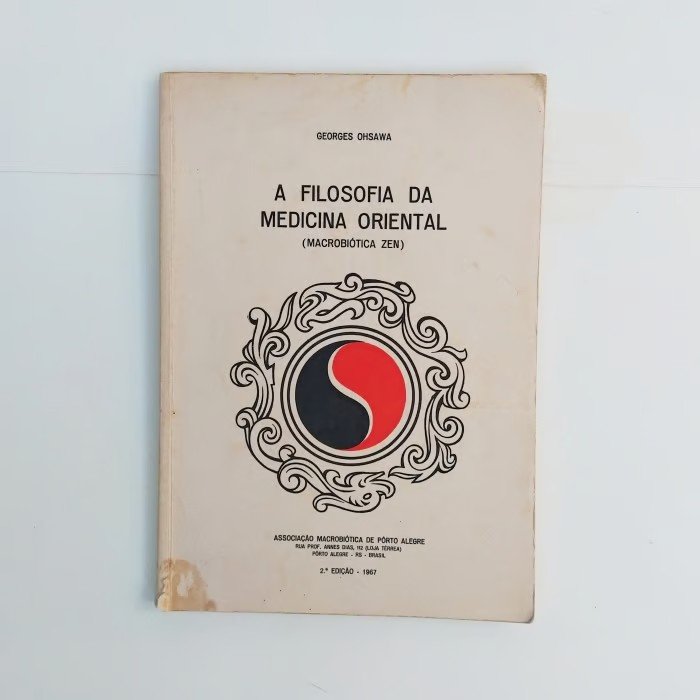 GEORGES OHSAWA
A FILOSOFIA DA
MEDICINA ORIENTAL
(MACROBIÓTICA ZEN)
ASSOCIAÇÃO MACROBIÓTICA DE PÔRTO ALEGRE
RUA PROF. ANNES DIAS, 112 (LOJA TÉRREA)
PÔRTO ALEGRE - RS - BRASIL
2.ª EDIÇÃO - 1967